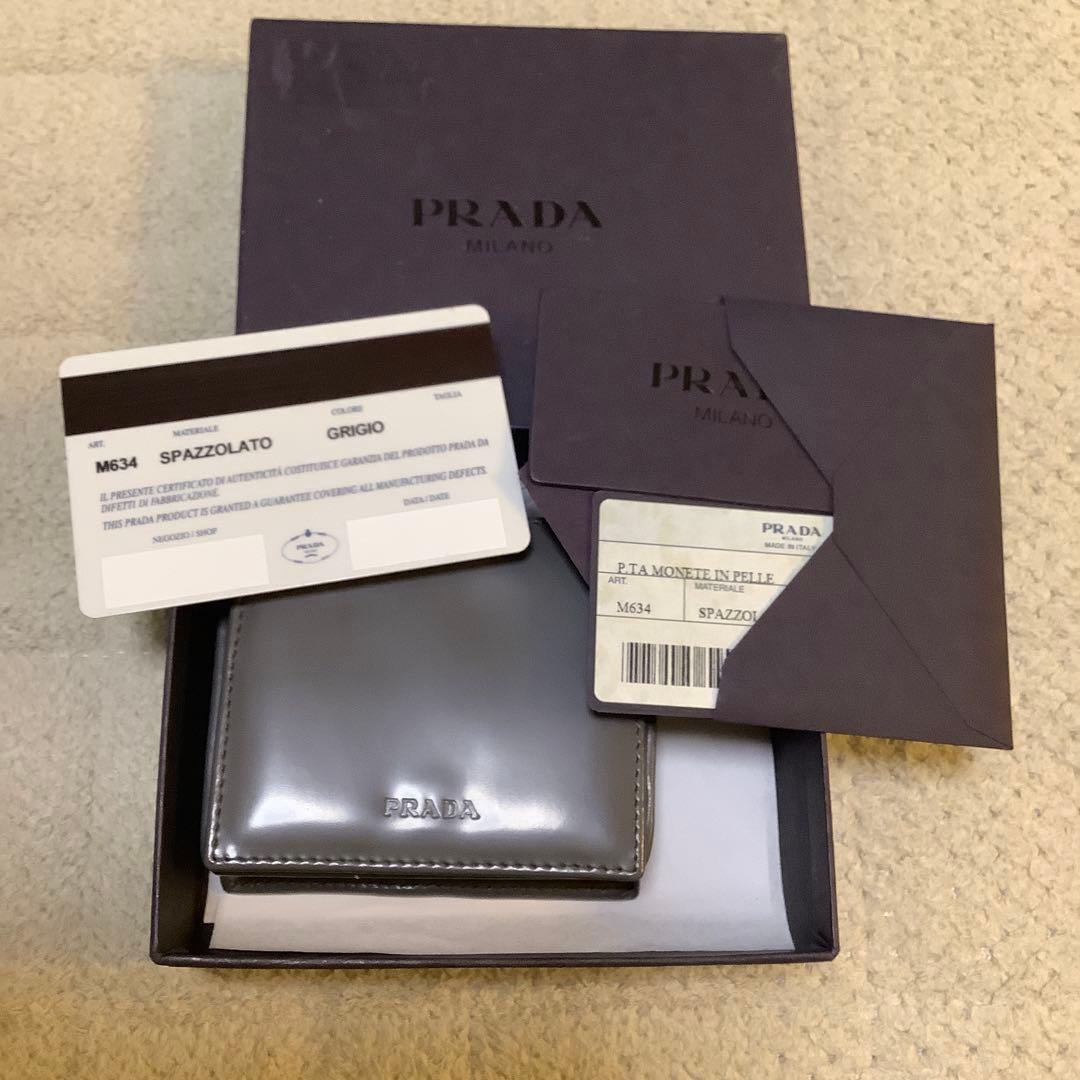 PRADA
MILANO
PRA
MILANO
ART.
MATERIALE
COLORE
TAGLIA
M634 SPAZZOLATO GRIGIO
IL PRESENTE CERTIFICATO DI AUTENTICITÀ COSTITUISCE GARANZIA DEL PRODOTTO PRADA DA
DIFETTI DI FABBRICAZIONE.
THIS PRADA PRODUCT IS GRANTED A GUARANTEE COVERING ALL MANUFACTURING DEFECTS.
NEGOZIO / SHOP
DATA / DATE
PRADA
PRADA
MILANO
MADE IN ITALY
P.TA MONETE IN PELLE
ART.
MATERIALE
M634
SPAZZOL
PRADA